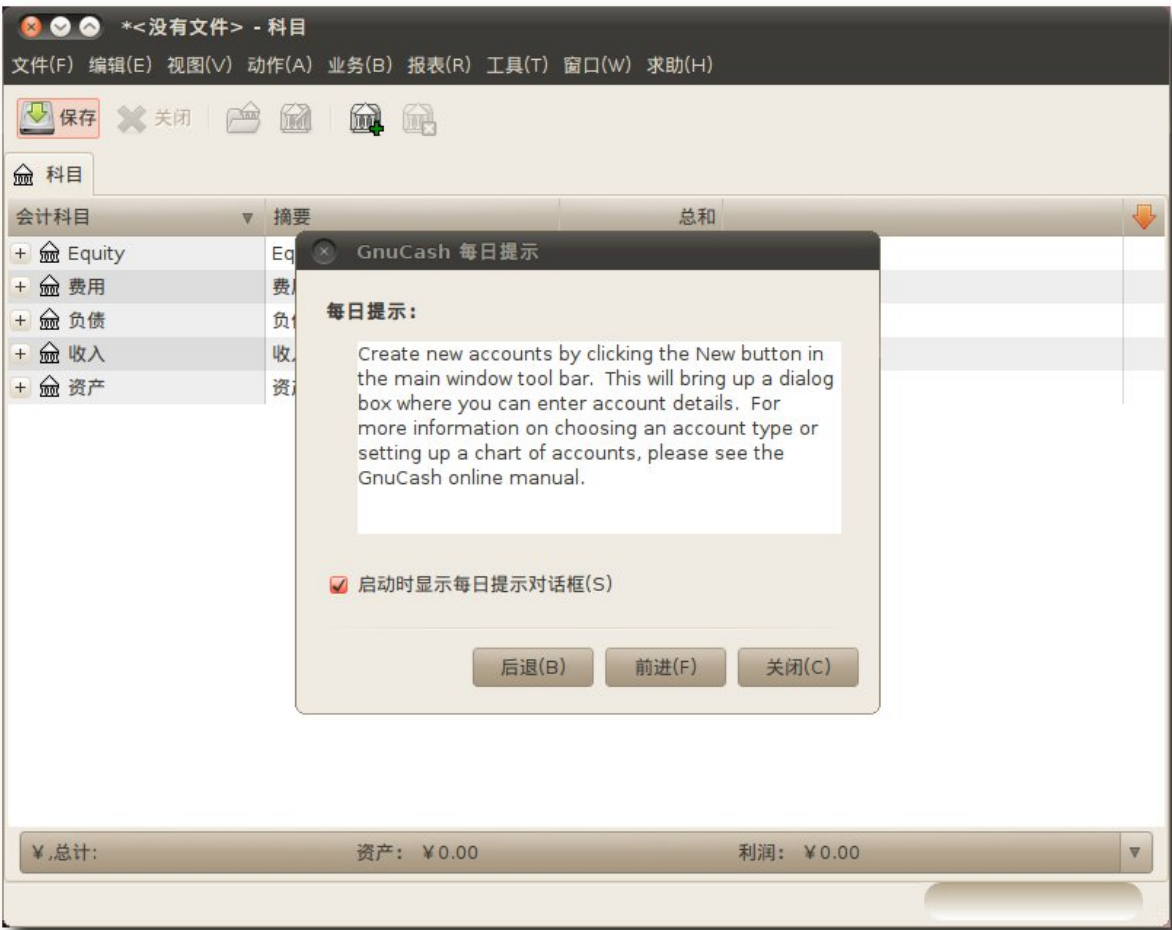 *<没有文件> - 科目
文件(F) 编辑(E) 视图(V) 动作(A) 业务(B) 报表(R) 工具(T) 窗口(W) 求助(H)
保存 关闭
科目
会计科目 摘要 总和
Equity Eq
费用 费
负债 负
收入 收
资产 资
GnuCash 每日提示
每日提示:
Create new accounts by clicking the New button in
the main window tool bar.  This will bring up a dialog
box where you can enter account details.  For
more information on choosing an account type or
setting up a chart of accounts, please see the
GnuCash online manual.
启动时显示每日提示对话框(S)
后退(B) 前进(F) 关闭(C)
¥,总计: 资产: ¥0.00 利润: ¥0.00